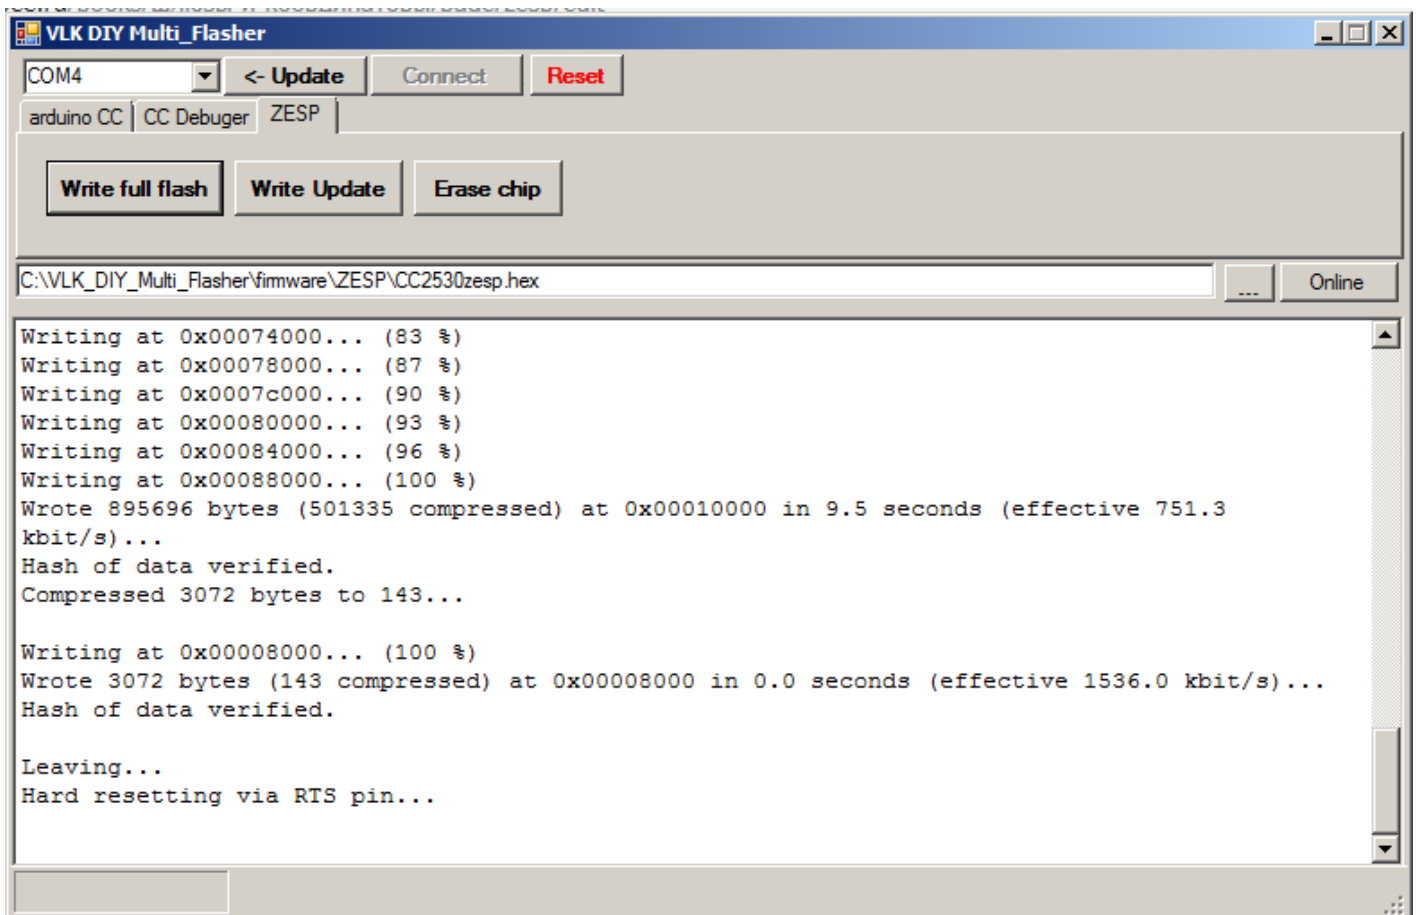 VLK DIY Multi_Flasher
COM4 <- Update Connect Reset
arduino CC CC Debuger ZESP
Write full flash Write Update Erase chip
C:\VLK_DIY_Multi_Flasher\firmware\ZESP\CC2530zesp.hex ... Online
Writing at 0x00074000... (83 %)
Writing at 0x00078000... (87 %)
Writing at 0x0007c000... (90 %)
Writing at 0x00080000... (93 %)
Writing at 0x00084000... (96 %)
Writing at 0x00088000... (100 %)
Wrote 895696 bytes (501335 compressed) at 0x00010000 in 9.5 seconds (effective 751.3
kbit/s)...
Hash of data verified.
Compressed 3072 bytes to 143...
Writing at 0x00008000... (100 %)
Wrote 3072 bytes (143 compressed) at 0x00008000 in 0.0 seconds (effective 1536.0 kbit/s)...
Hash of data verified.
Leaving...
Hard resetting via RTS pin...